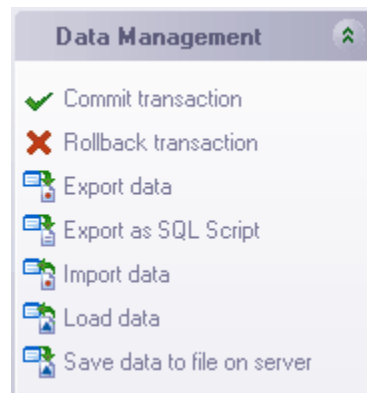 Data Management
Commit transaction
Rollback transaction
Export data
Export as SQL Script
Import data
Load data
Save data to file on server